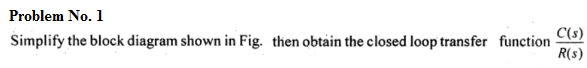 Problem No. 1
Simplify the block diagram shown in Fig. then obtain the closed loop transfer function C(s)/R(s)